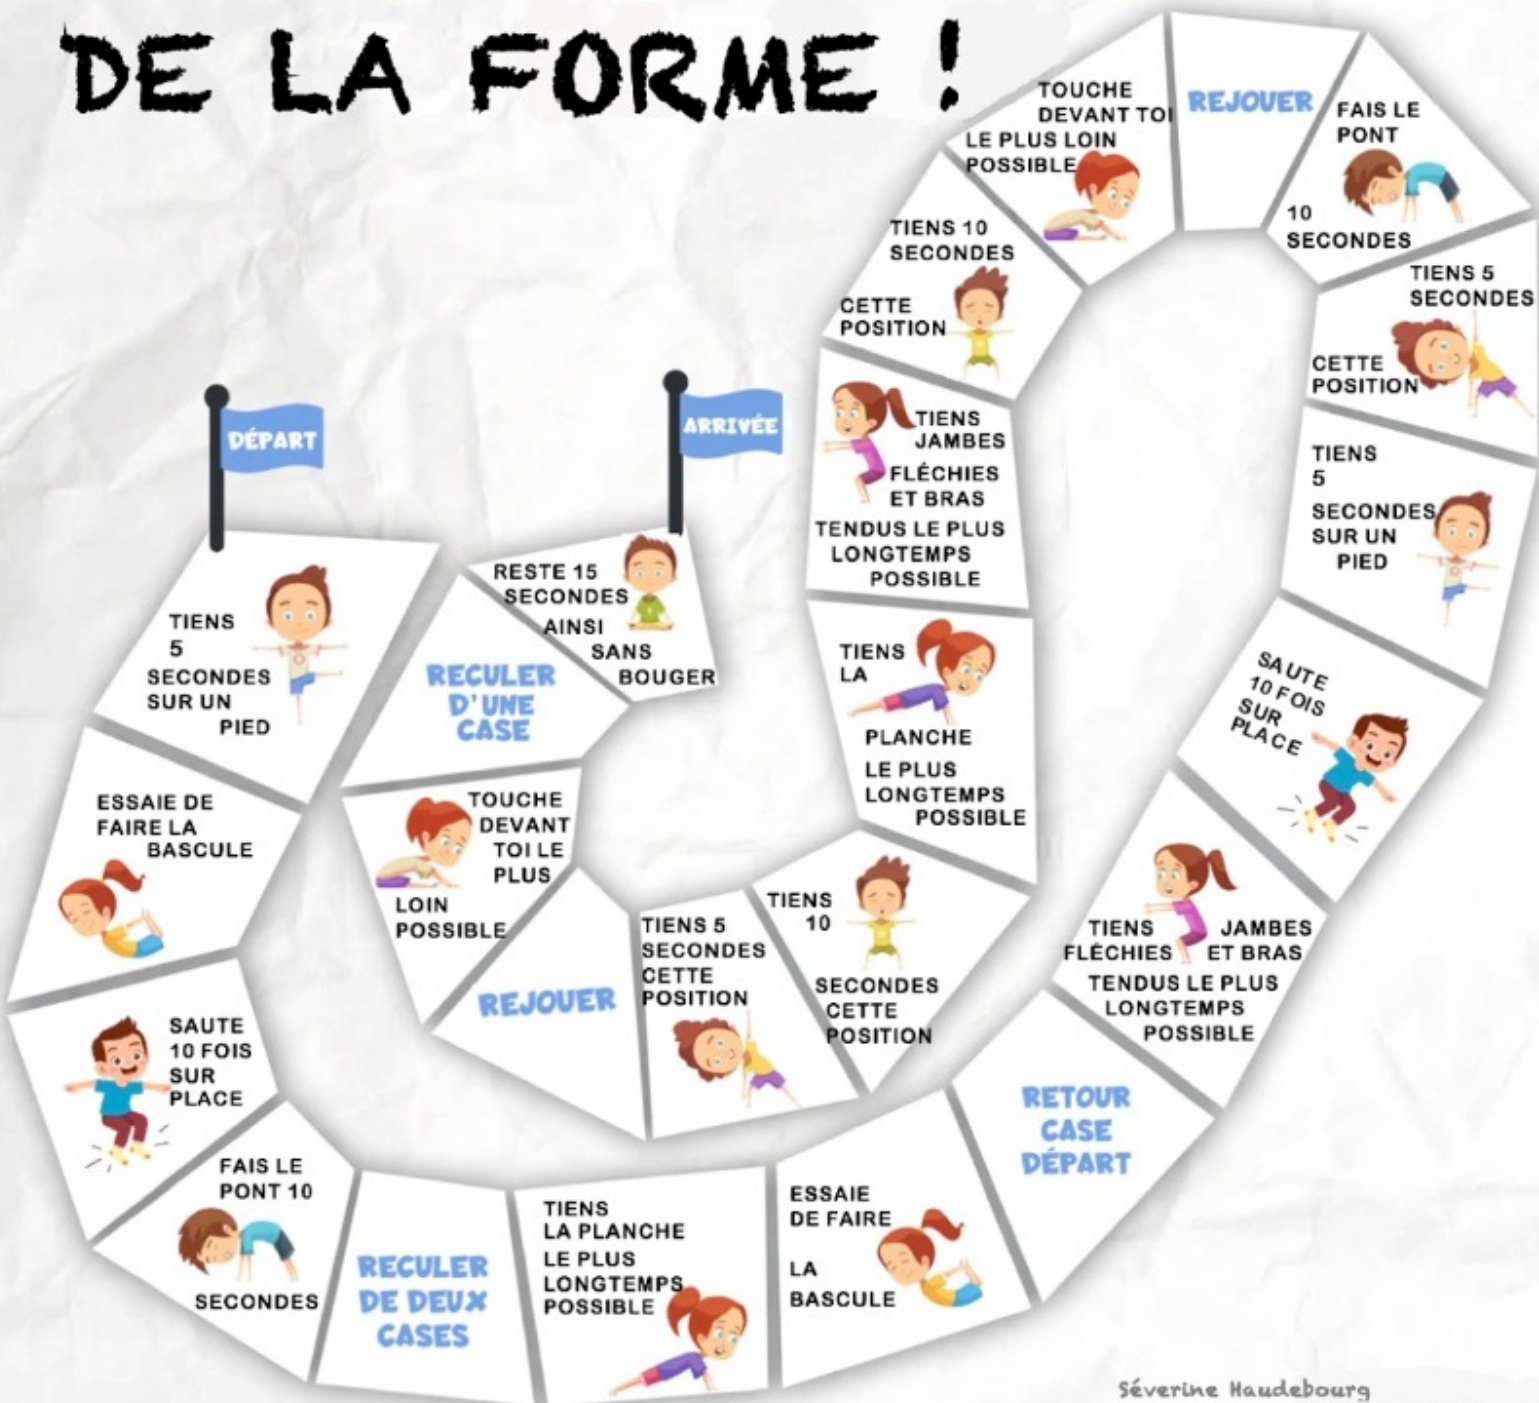 DE LA FORME !
DÉPART
TIENS
5
SECONDES
SUR UN
PIED
ESSAIE DE
FAIRE LA
BASCULE
SAUTE
10 FOIS
SUR
PLACE
FAIS LE
PONT 10
SECONDES
RECULER
DE DEUX
CASES
TIENS
LA PLANCHE
LE PLUS
LONGTEMPS
POSSIBLE
ESSAIE
DE FAIRE
LA
BASCULE
RETOUR
CASE
DÉPART
TIENS JAMBES
FLÉCHIES ET BRAS
TENDUS LE PLUS
LONGTEMPS
POSSIBLE
SAUTE
10 FOIS
SUR
PLACE
TIENS
5
SECONDES
SUR UN
PIED
TIENS 5
SECONDES
CETTE
POSITION
FAIS LE
PONT
10
SECONDES
REJOUER
TOUCHE
DEVANT TOI
LE PLUS LOIN
POSSIBLE
TIENS 10
SECONDES
CETTE
POSITION
TIENS
JAMBES
FLÉCHIES
ET BRAS
TENDUS LE PLUS
LONGTEMPS
POSSIBLE
TIENS
LA
PLANCHE
LE PLUS
LONGTEMPS
POSSIBLE
TIENS
10
SECONDES
CETTE
POSITION
TIENS 5
SECONDES
CETTE
POSITION
REJOUER
TOUCHE
DEVANT
TOI LE
PLUS
LOIN
POSSIBLE
RECULER
D'UNE
CASE
RESTE 15
SECONDES
AINSI
SANS
BOUGER
ARRIVÉE
Séverine Haudebourg